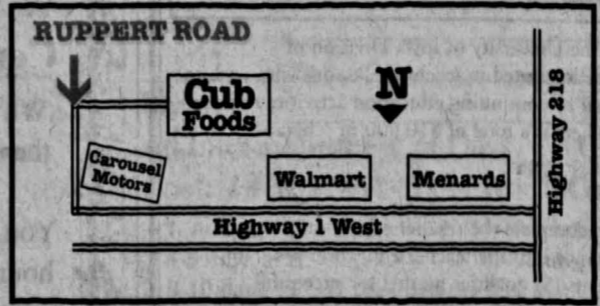 RUPPERT ROAD
Cub
Foods
N
Carousel
Motors
Walmart
Menards
Highway 218
Highway 1 West